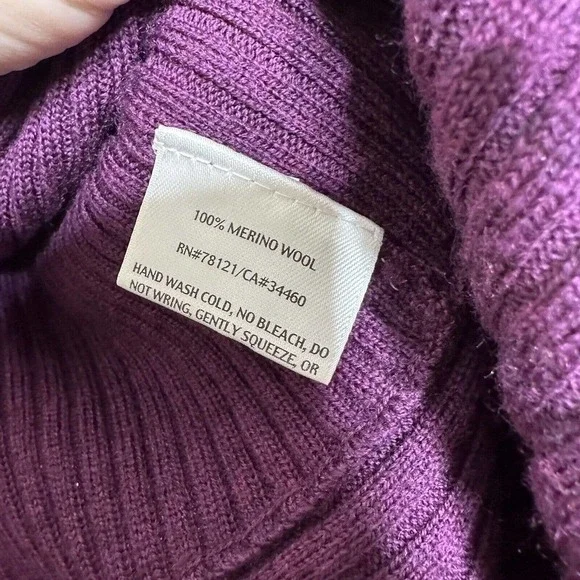 100% MERINO WOOL
RN#78121/CA#34460
HAND WASH COLD, NO BLEACH, DO
NOT WRING, GENTLY SQUEEZE, OR